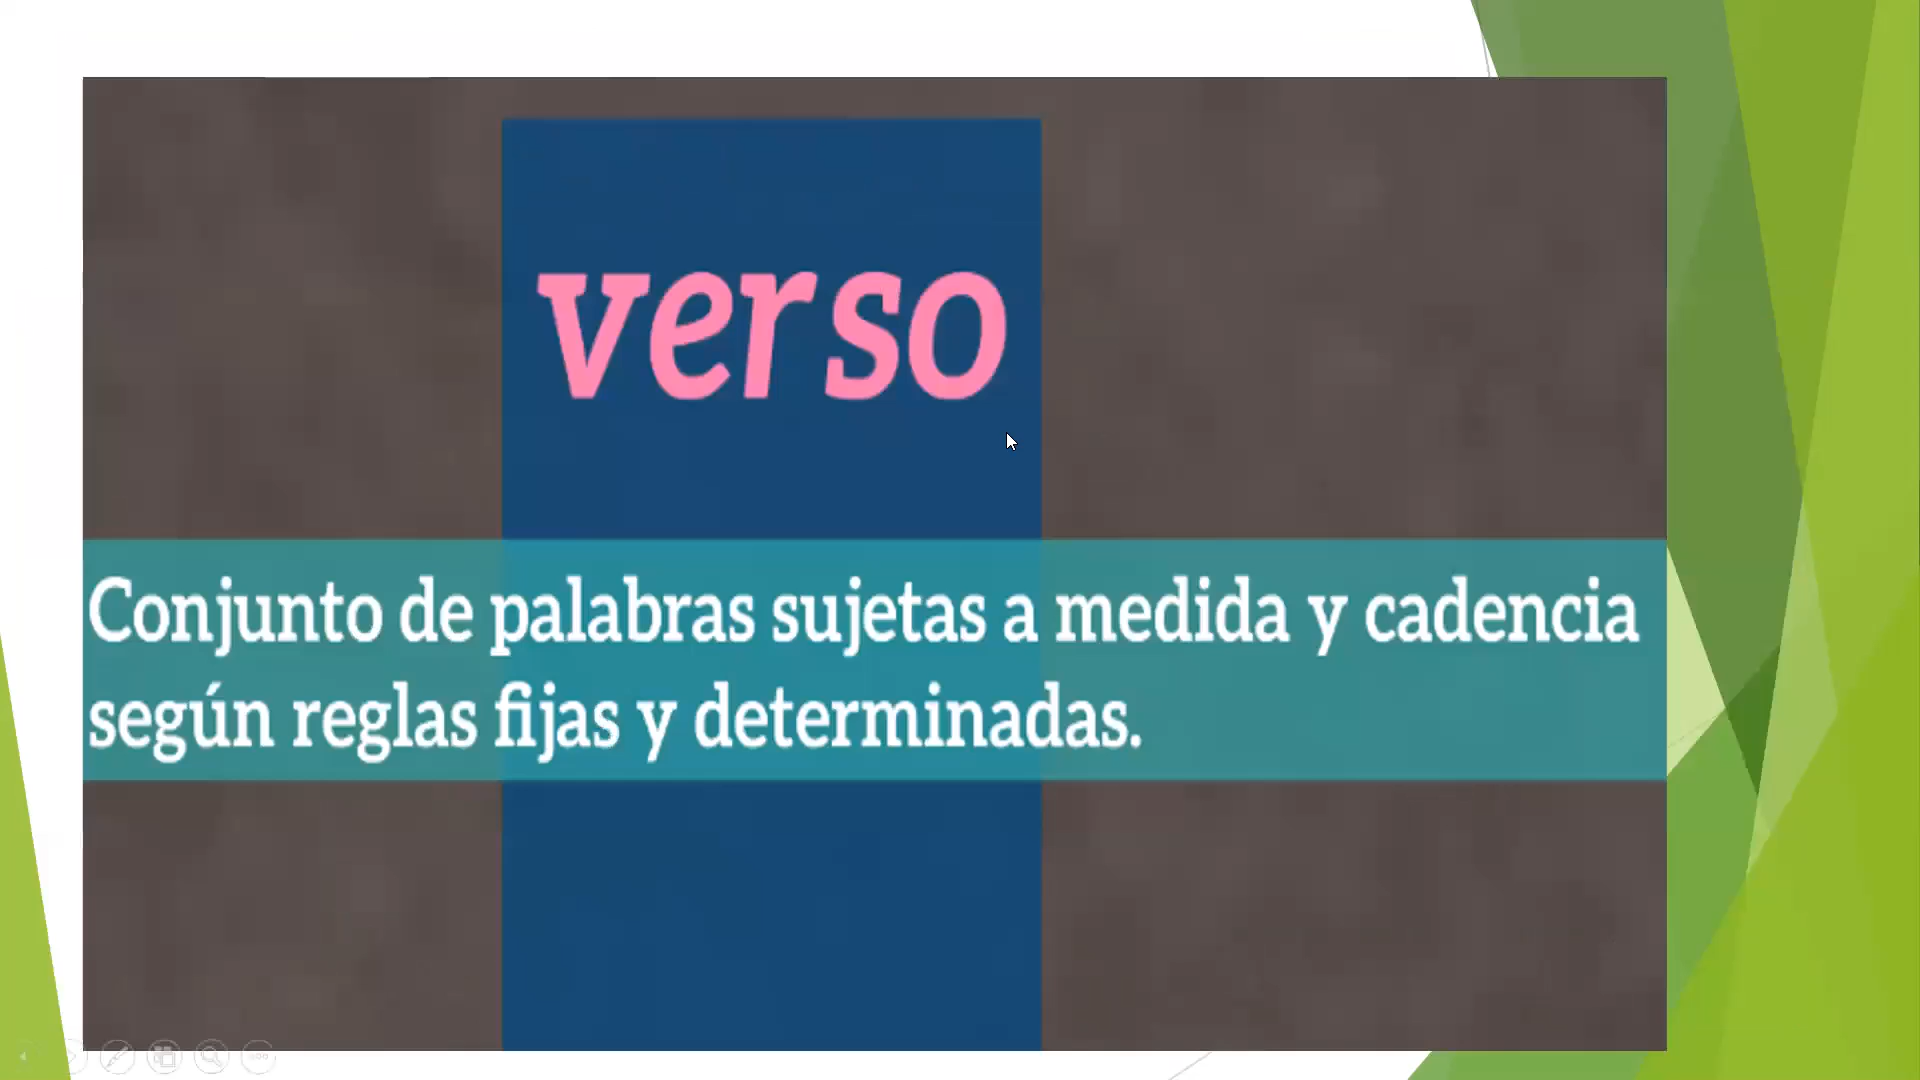 verso
Conjunto de palabras sujetas a medida y cadencia
según reglas fijas y determinadas.